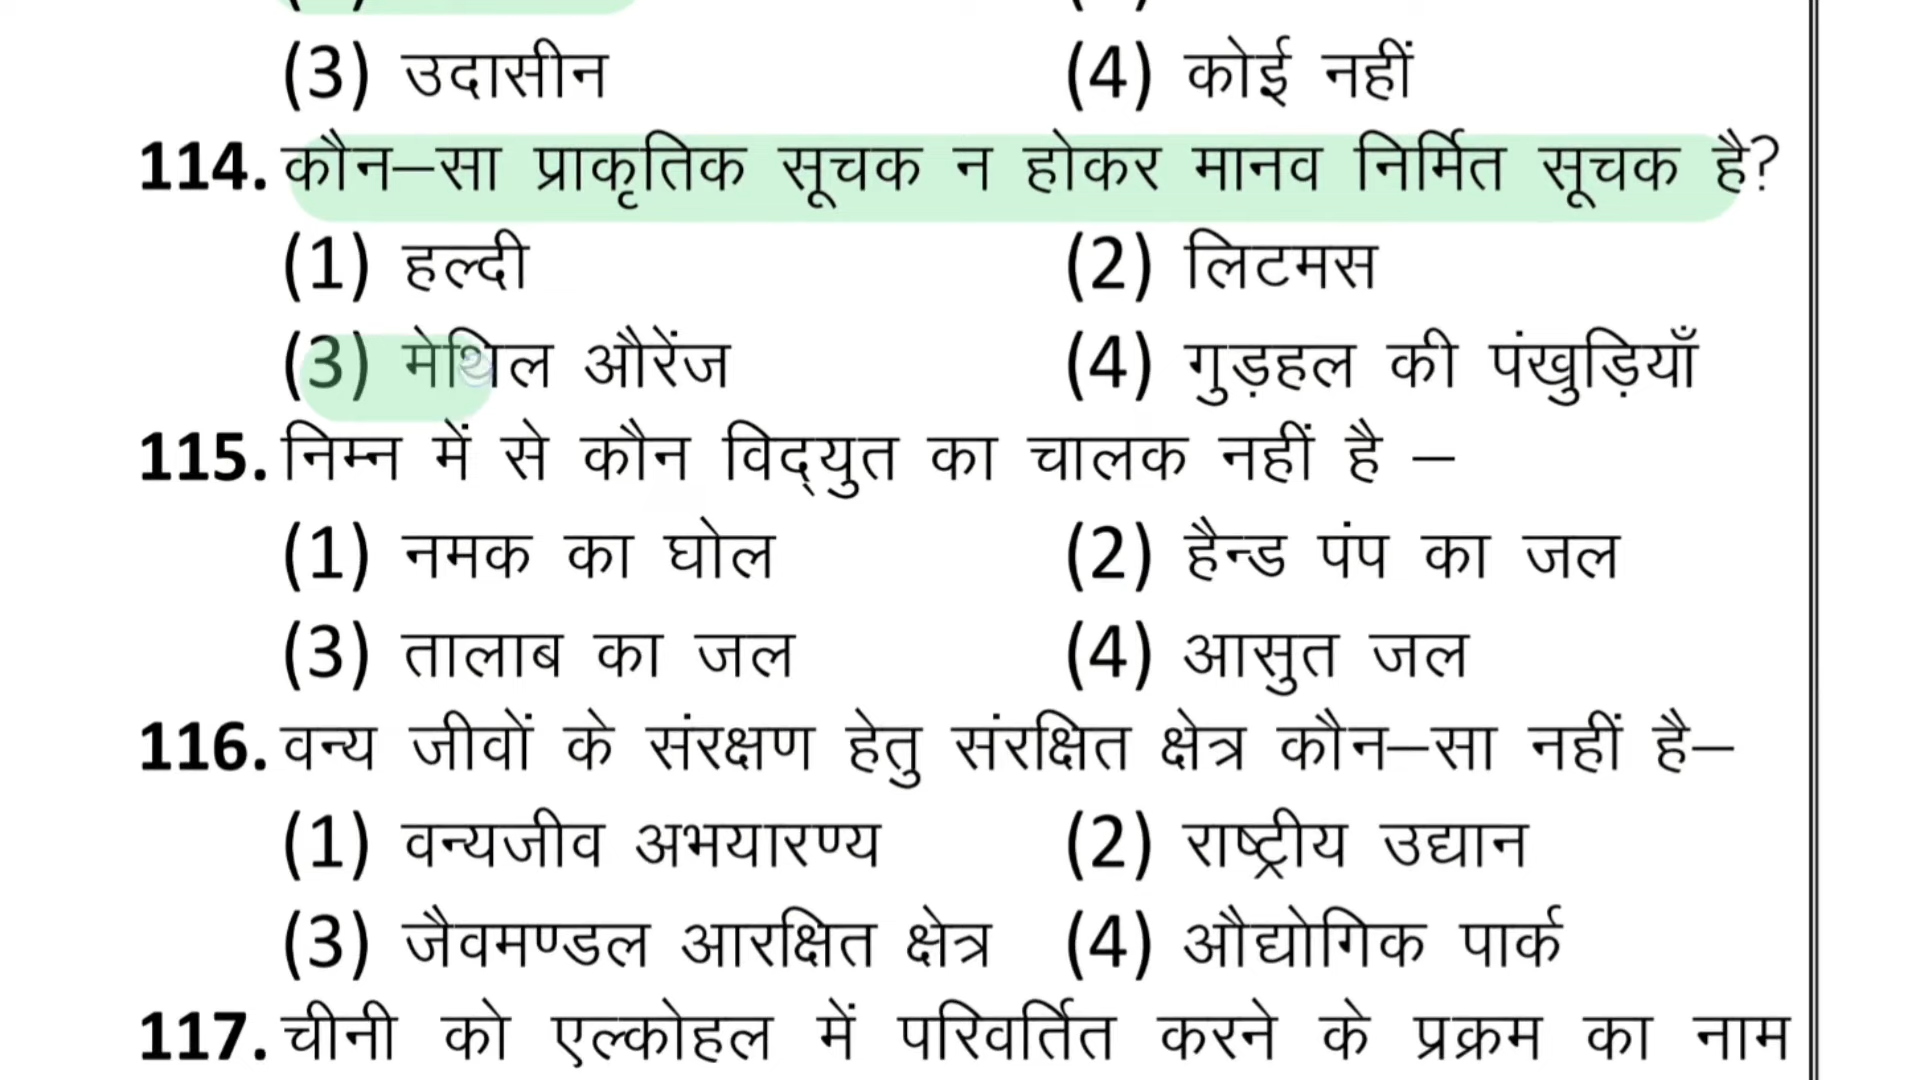 (3) उदासीन (4) कोई नहीं
114. कौन–सा प्राकृतिक सूचक न होकर मानव निर्मित सूचक है?
(1) हल्दी (2) लिटमस
(3) मेथिल औरेंज (4) गुड़हल की पंखुड़ियाँ
115. निम्न में से कौन विद्युत का चालक नहीं है –
(1) नमक का घोल (2) हैन्ड पंप का जल
(3) तालाब का जल (4) आसुत जल
116. वन्य जीवों के संरक्षण हेतु संरक्षित क्षेत्र कौन–सा नहीं है–
(1) वन्यजीव अभयारण्य (2) राष्ट्रीय उद्यान
(3) जैवमण्डल आरक्षित क्षेत्र (4) औद्योगिक पार्क
117. चीनी को एल्कोहल में परिवर्तित करने के प्रक्रम का नाम